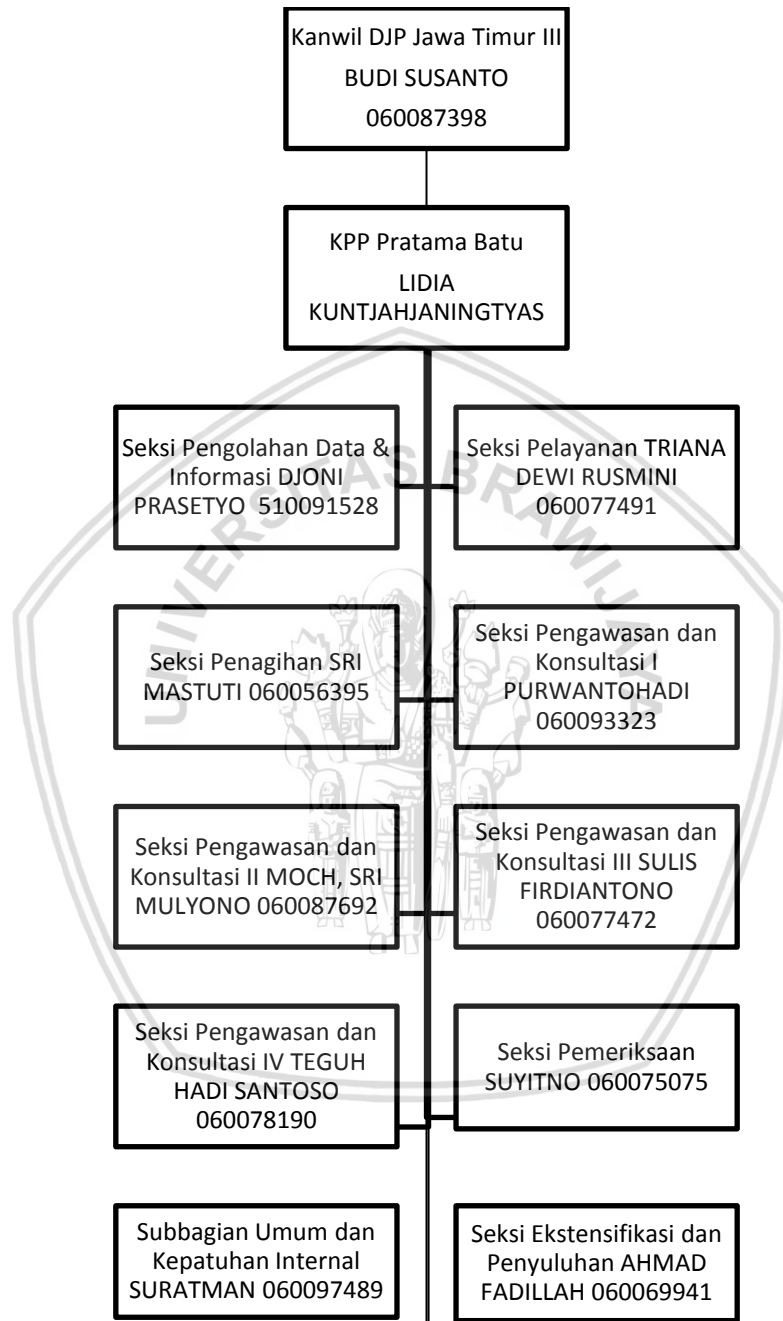 Kanwil DJP Jawa Timur III
BUDI SUSANTO
060087398
KPP Pratama Batu
LIDIA
KUNTJAHJANINGTYAS
Seksi Pengolahan Data &
Informasi DJONI
PRASETYO  510091528
Seksi Pelayanan TRIANA
DEWI RUSMINI
060077491
Seksi Penagihan SRI
MASTUTI 060056395
Seksi Pengawasan dan
Konsultasi I
PURWANTOHADI
060093323
Seksi Pengawasan dan
Konsultasi II MOCH, SRI
MULYONO 060087692
Seksi Pengawasan dan
Konsultasi III SULIS
FIRDIANTONO
060077472
Seksi Pengawasan dan
Konsultasi IV TEGUH
HADI SANTOSO
060078190
Seksi Pemeriksaan
SUYITNO 060075075
Subbagian Umum dan
Kepatuhan Internal
SURATMAN 060097489
Seksi Ekstensifikasi dan
Penyuluhan AHMAD
FADILLAH 060069941
UNIVERSITAS BRAWIJAYA